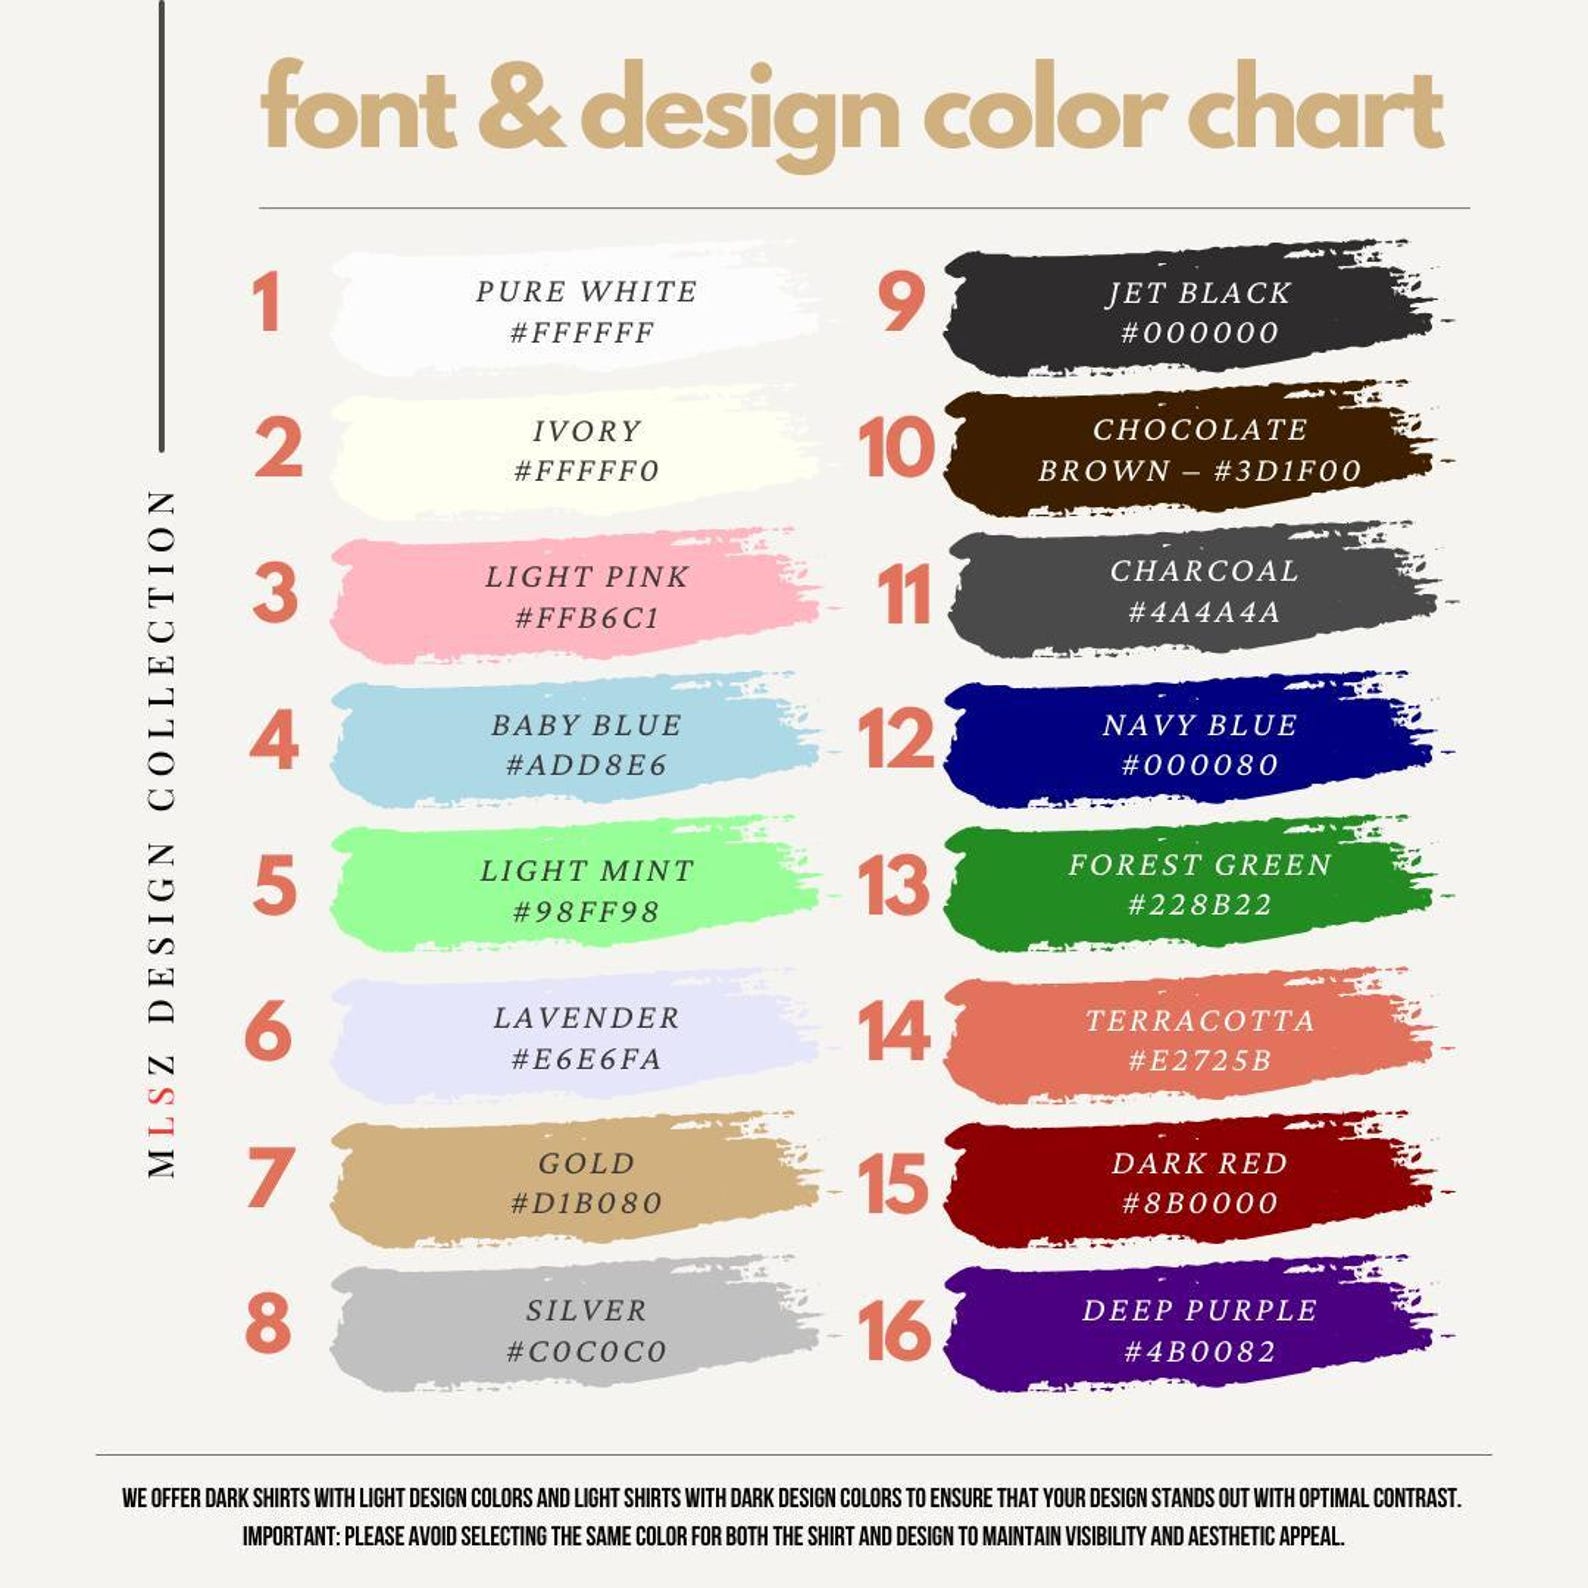 font & design color chart
MLSZ DESIGN COLLECTION
1
PURE WHITE
#FFFFFF
2
IVORY
#FFFFF0
3
LIGHT PINK
#FFB6C1
4
BABY BLUE
#ADD8E6
5
LIGHT MINT
#98FF98
6
LAVENDER
#E6E6FA
7
GOLD
#D1B080
8
SILVER
#C0C0C0
9
JET BLACK
#000000
10
CHOCOLATE
BROWN – #3D1F00
11
CHARCOAL
#4A4A4A
12
NAVY BLUE
#000080
13
FOREST GREEN
#228B22
14
TERRACOTTA
#E2725B
15
DARK RED
#8B0000
16
DEEP PURPLE
#4B0082
WE OFFER DARK SHIRTS WITH LIGHT DESIGN COLORS AND LIGHT SHIRTS WITH DARK DESIGN COLORS TO ENSURE THAT YOUR DESIGN STANDS OUT WITH OPTIMAL CONTRAST.
IMPORTANT: PLEASE AVOID SELECTING THE SAME COLOR FOR BOTH THE SHIRT AND DESIGN TO MAINTAIN VISIBILITY AND AESTHETIC APPEAL.